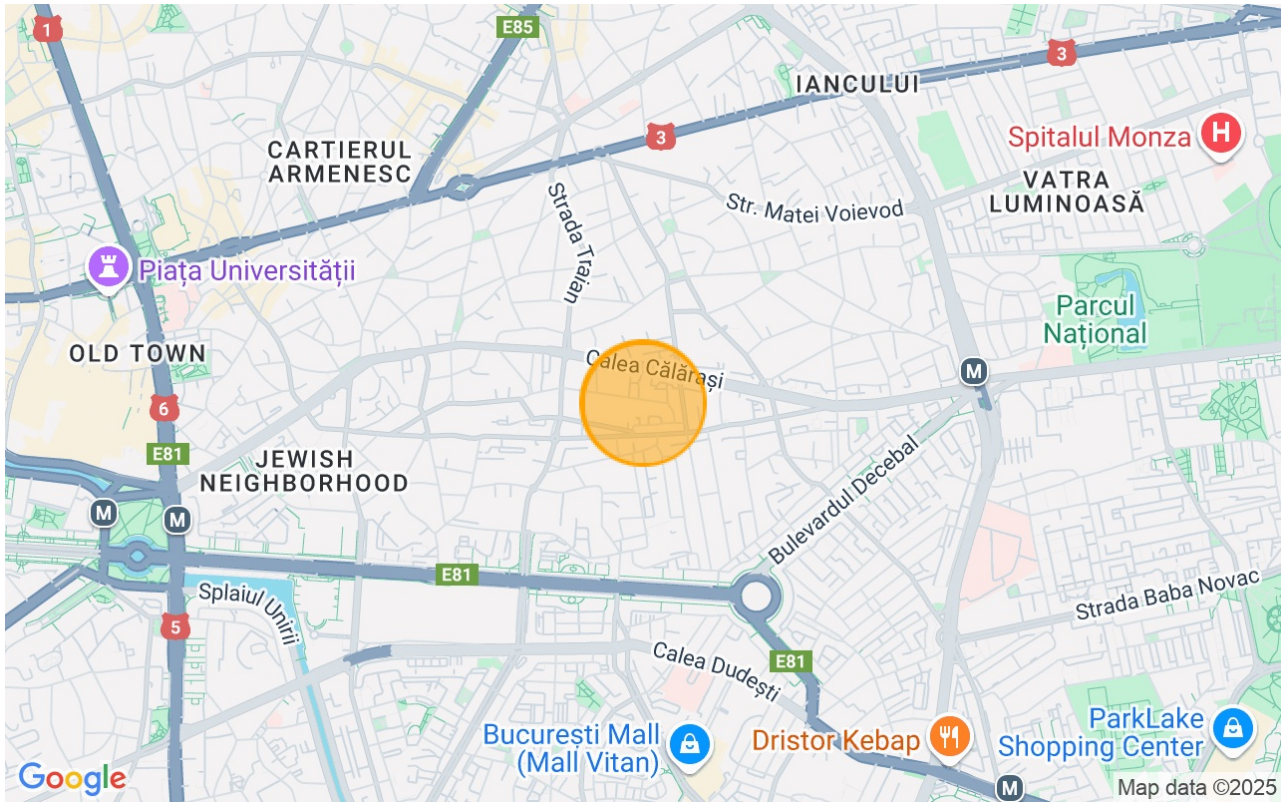 1
E85
3
IANCULUI
3
Spitalul Monza
H
CARTIERUL
ARMENESC
VATRA
LUMINOASĂ
Strada Traian
Str. Matei Voievod
Piața Universității
Parcul
Național
OLD TOWN
Calea Călărași
M
6
E81
JEWISH
NEIGHBORHOOD
Bulevardul Decebal
M
M
E81
Splaiul Unirii
Strada Baba Novac
5
Calea Dudești
E81
București Mall
(Mall Vitan)
Dristor Kebap
ParkLake
Shopping Center
Google
M
Map data ©2025